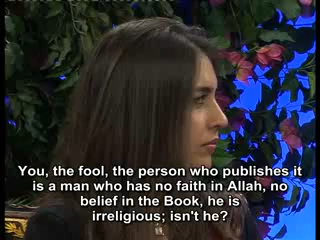 You, the fool, the person who publishes it
is a man who has no faith in Allah, no
belief in the Book, he is
irreligious; isn't he?